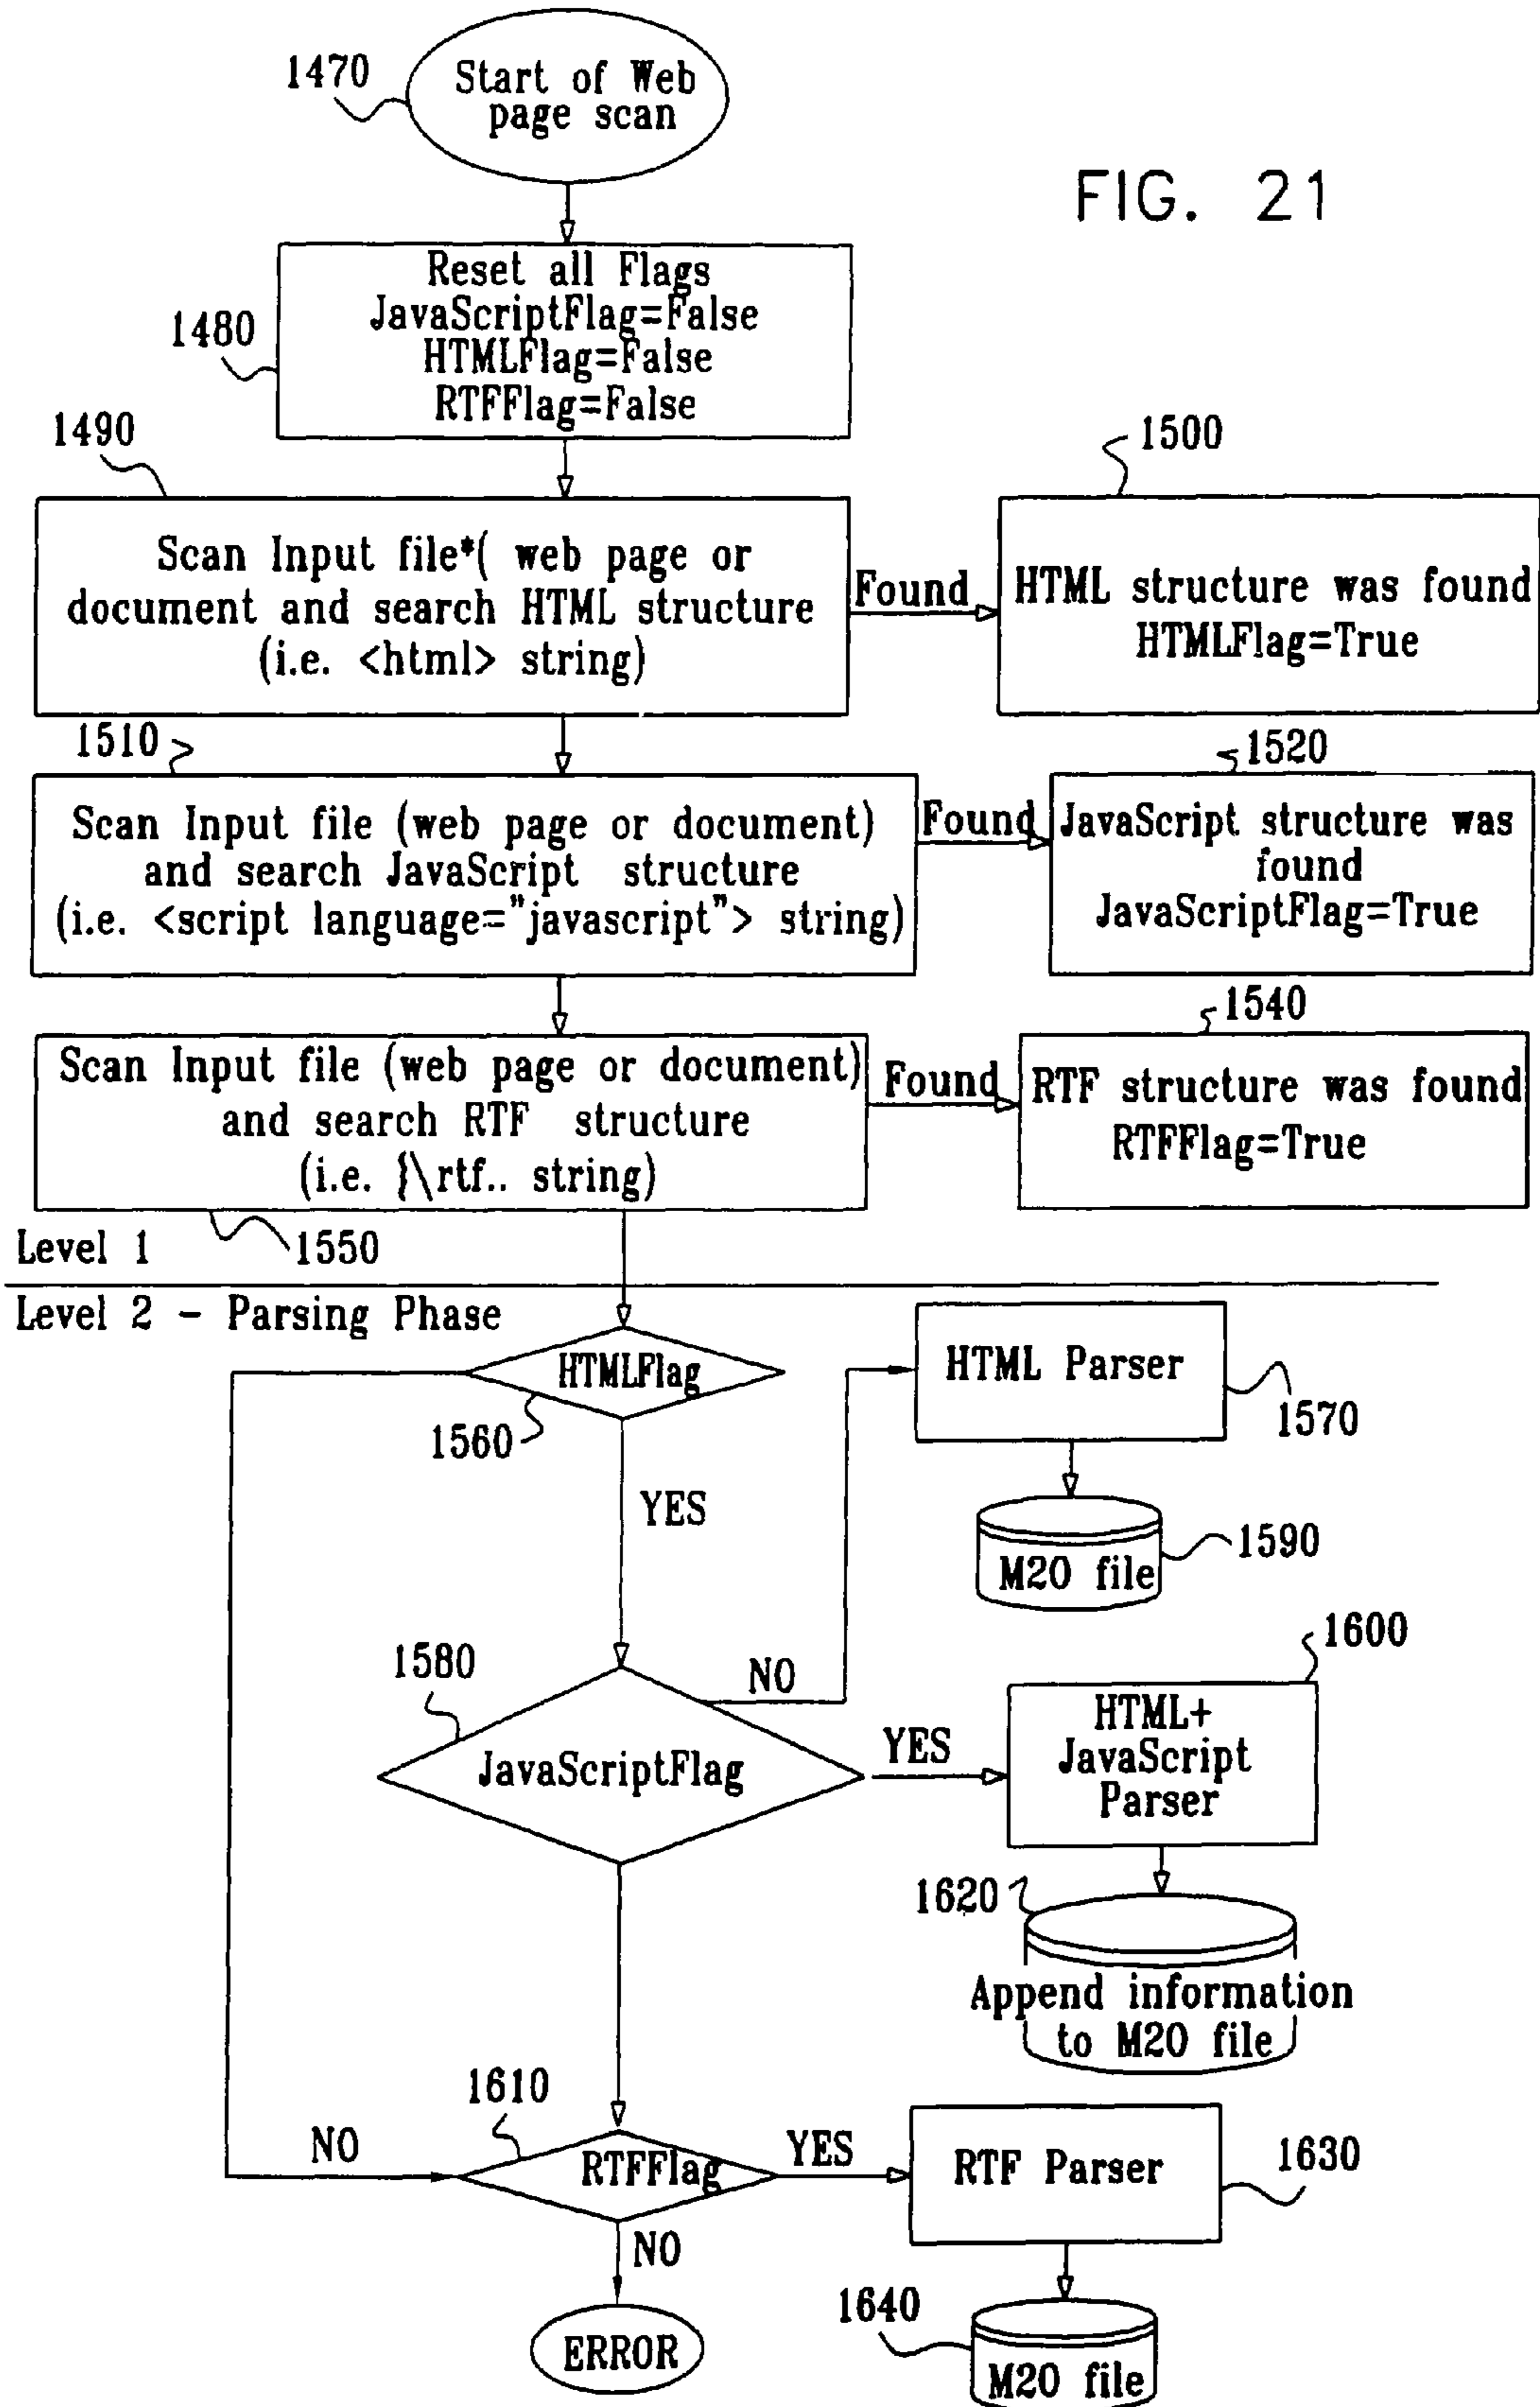 1470
Start of Web
page scan
FIG. 21
1480
Reset all Flags
JavaScriptFlag=False
HTMLFlag=False
RTFFlag=False
1490
Scan Input file*( web page or
document and search HTML structure
(i.e. <html> string)
Found
1500
HTML structure was found
HTMLFlag=True
1510
Scan Input file (web page or document)
and search JavaScript structure
(i.e. <script language="javascript"> string)
Found
1520
JavaScript structure was
found
JavaScriptFlag=True
Scan Input file (web page or document)
and search RTF structure
(i.e. }\rtf.. string)
Found
1540
RTF structure was found
RTFFlag=True
1550
Level 1
Level 2 - Parsing Phase
HTMLFlag
1560
YES
HTML Parser
1570
M20 file
1590
1580
JavaScriptFlag
NO
YES
1600
HTML+
JavaScript
Parser
1620
Append information
to M20 file
1610
NO
RTFFlag
YES
RTF Parser
1630
NO
ERROR
1640
M20 file